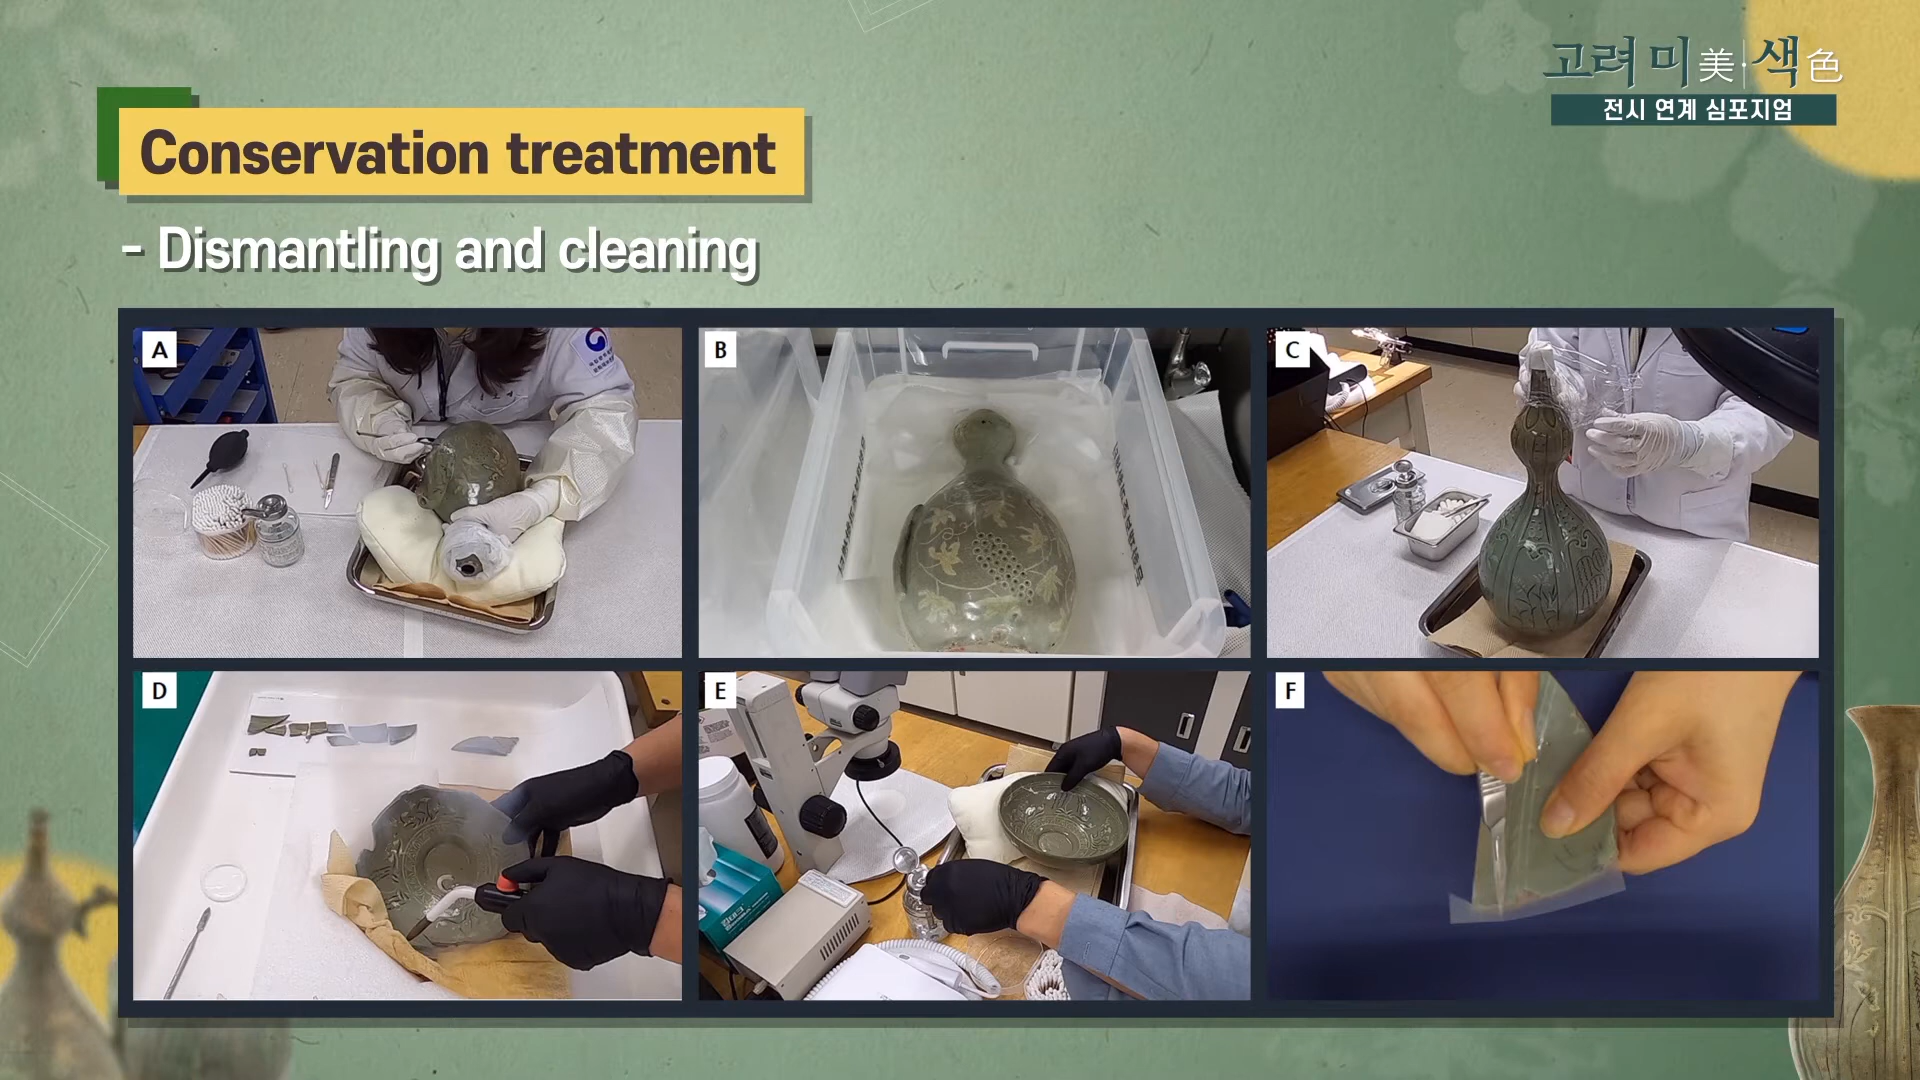 고려 미美·색色
전시 연계 심포지엄
Conservation treatment
- Dismantling and cleaning
A
B
C
D
E
F